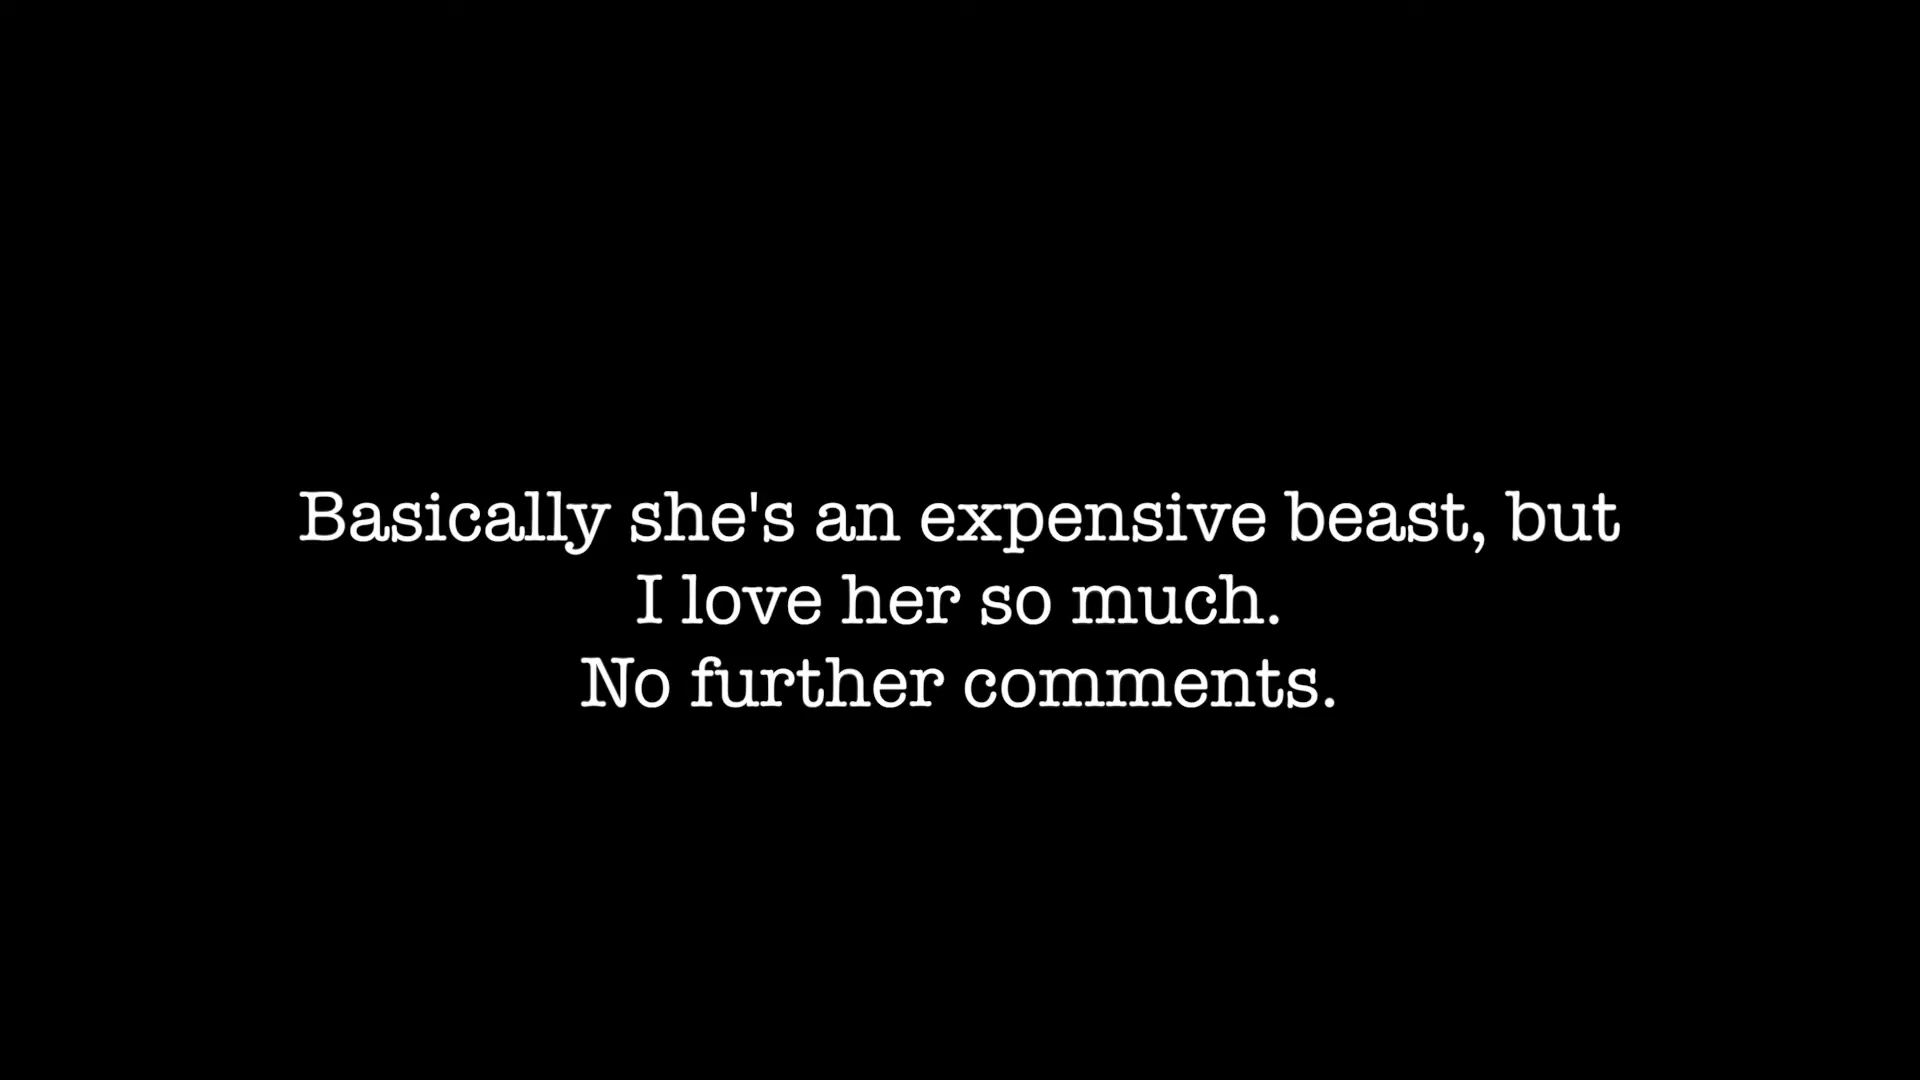 Basically she's an expensive beast, but
I love her so much.
No further comments.